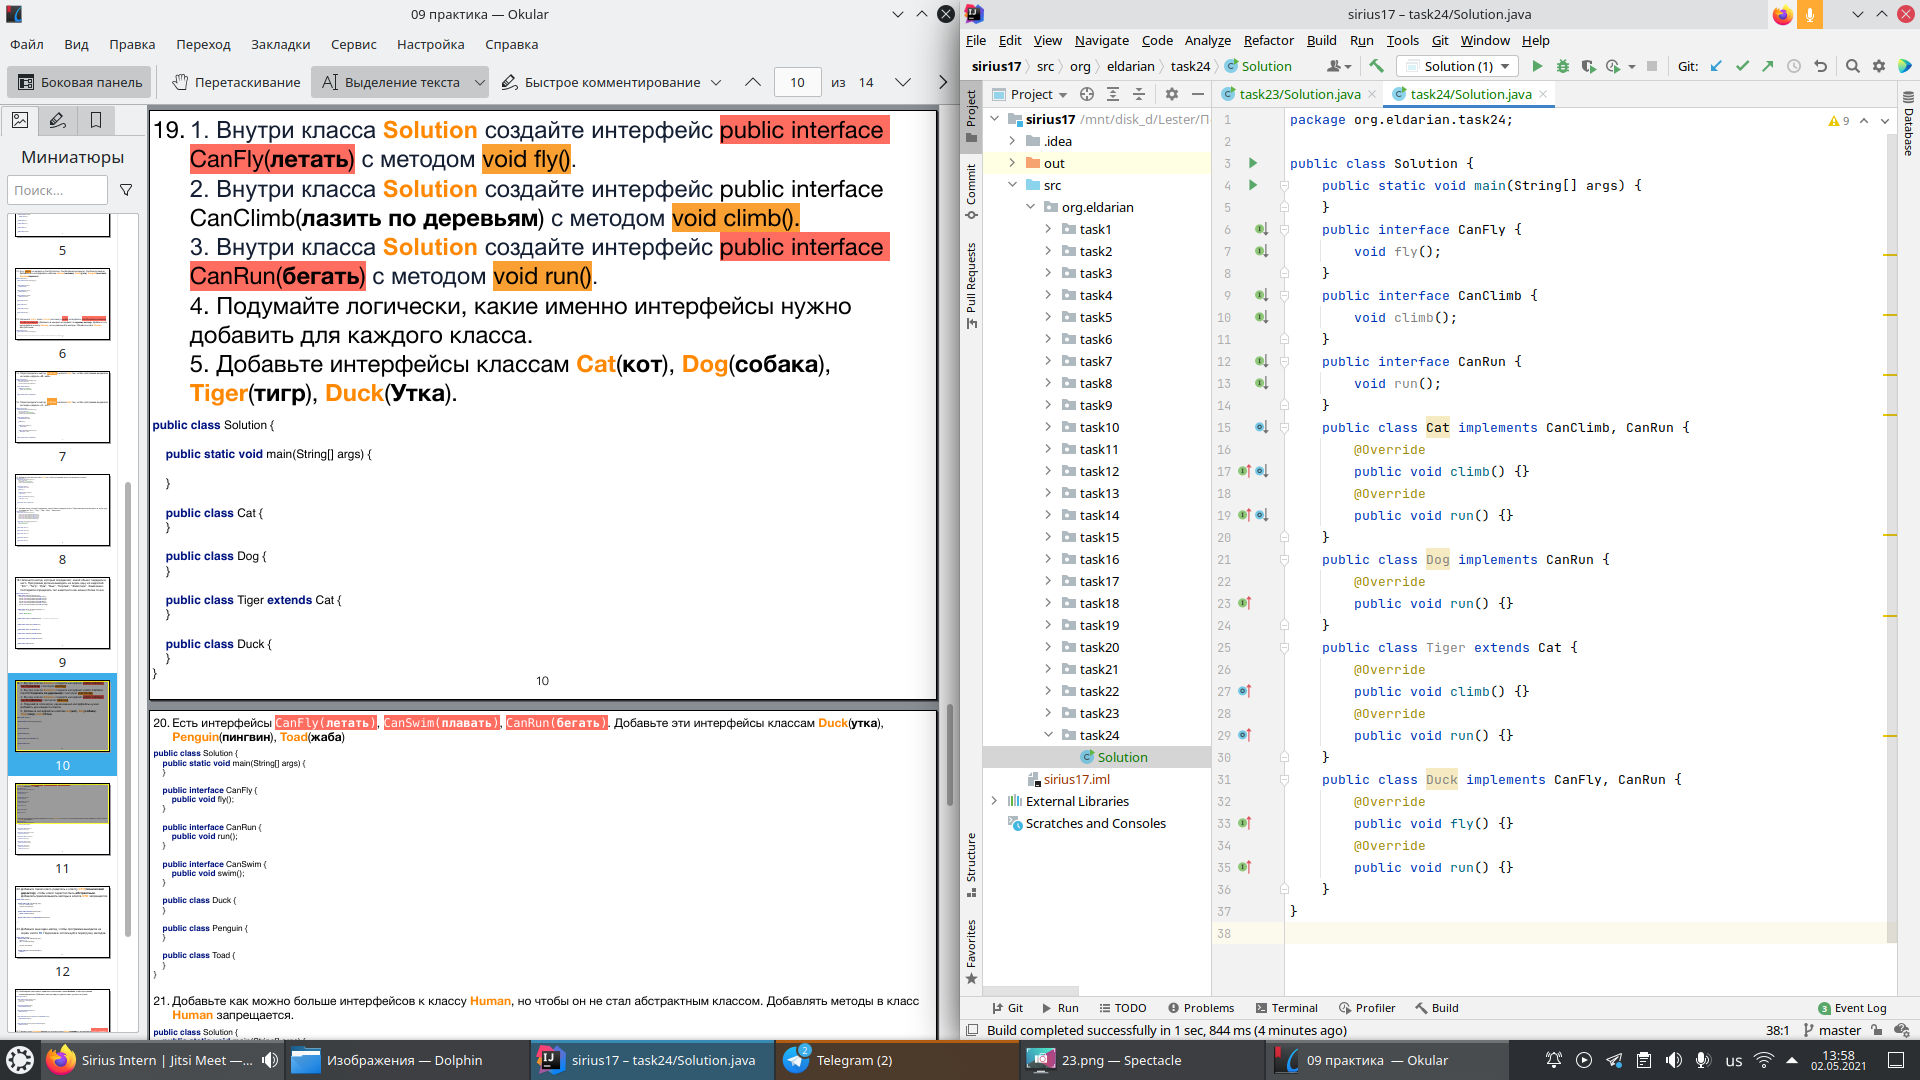 09 практика — Okular
Файл Вид Правка Переход Закладки Сервис Настройка Справка
Боковая панель Перетаскивание Выделение текста Быстрое комментирование 10 из 14
Миниатюры
Поиск...
5
6
7
8
9
10
11
12
19. 1. Внутри класса Solution создайте интерфейс public interface
CanFly(летать) с методом void fly().
2. Внутри класса Solution создайте интерфейс public interface
CanClimb(лазить по деревьям) с методом void climb().
3. Внутри класса Solution создайте интерфейс public interface
CanRun(бегать) с методом void run().
4. Подумайте логически, какие именно интерфейсы нужно
добавить для каждого класса.
5. Добавьте интерфейсы классам Cat(кот), Dog(собака),
Tiger(тигр), Duck(Утка).
public class Solution {
public static void main(String[] args) {
}
public class Cat {
}
public class Dog {
}
public class Tiger extends Cat {
}
public class Duck {
}
}
10
20. Есть интерфейсы CanFly(летать), CanSwim(плавать), CanRun(бегать). Добавьте эти интерфейсы классам Duck(утка),
Penguin(пингвин), Toad(жаба)
public class Solution {
public static void main(String[] args) {
}
public interface CanFly {
public void fly();
}
public interface CanRun {
public void run();
}
public interface CanSwim {
public void swim();
}
public class Duck {
}
public class Penguin {
}
public class Toad {
}
}
21. Добавьте как можно больше интерфейсов к классу Human, но чтобы он не стал абстрактным классом. Добавлять методы в класс
Human запрещается.
public class Solution {
sirius17 – task24/Solution.java
File Edit View Navigate Code Analyze Refactor Build Run Tools Git Window Help
sirius17 src org eldarian task24 Solution Solution (1) Git:
Project
Commit
Pull Requests
Structure
Favorites
Database
Project task23/Solution.java task24/Solution.java
sirius17 /mnt/disk_d/Lester/П
.idea
out
src
org.eldarian
task1
task2
task3
task4
task5
task6
task7
task8
task9
task10
task11
task12
task13
task14
task15
task16
task17
task18
task19
task20
task21
task22
task23
task24
Solution
sirius17.iml
External Libraries
Scratches and Consoles
9
1 package org.eldarian.task24;
2
3 public class Solution {
4 public static void main(String[] args) {
5 }
6 public interface CanFly {
7 void fly();
8 }
9 public interface CanClimb {
10 void climb();
11 }
12 public interface CanRun {
13 void run();
14 }
15 public class Cat implements CanClimb, CanRun {
16 @Override
17 public void climb() {}
18 @Override
19 public void run() {}
20 }
21 public class Dog implements CanRun {
22 @Override
23 public void run() {}
24 }
25 public class Tiger extends Cat {
26 @Override
27 public void climb() {}
28 @Override
29 public void run() {}
30 }
31 public class Duck implements CanFly, CanRun {
32 @Override
33 public void fly() {}
34 @Override
35 public void run() {}
36 }
37 }
38
Git Run TODO Problems Terminal Profiler Build 3 Event Log
Build completed successfully in 1 sec, 844 ms (4 minutes ago) 38:1 master
Sirius Intern | Jitsi Meet —... Изображения — Dolphin sirius17 – task24/Solution.java 2 Telegram (2) 23.png — Spectacle 09 практика — Okular us 13:58
02.05.2021